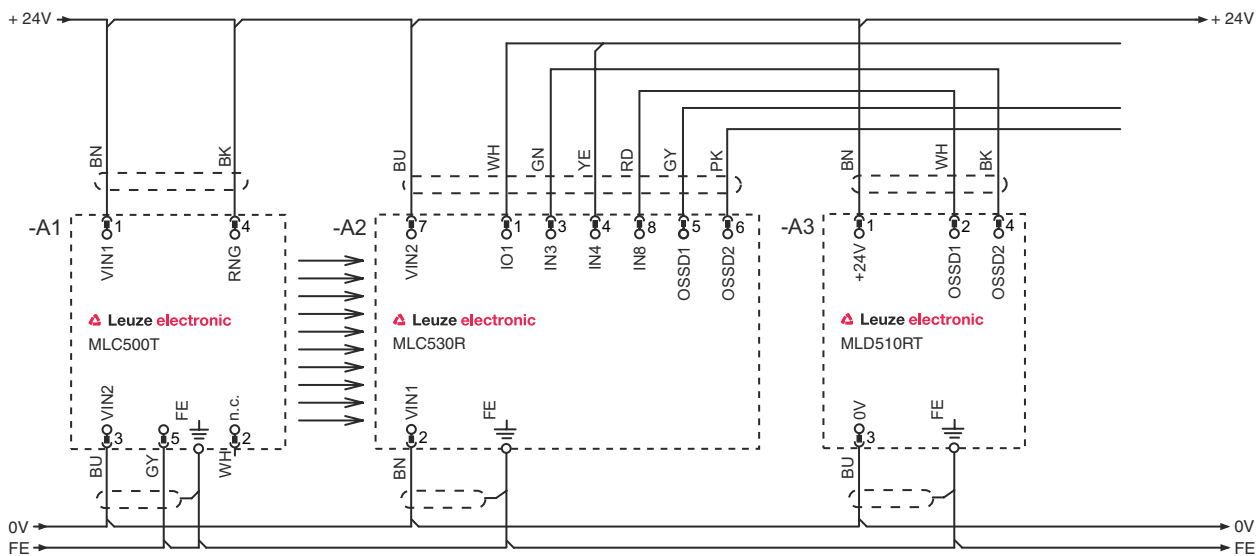 + 24V
+ 24V
BN
BK
BU
WH
GN
YE
RD
GY
PK
BN
WH
BK
-A1
1
4
-A2
7
1
3
4
8
5
6
-A3
1
2
4
VIN1
RNG
VIN2
IO1
IN3
IN4
IN8
OSSD1
OSSD2
+24V
OSSD1
OSSD2
Leuze electronic
MLC500T
Leuze electronic
MLC530R
Leuze electronic
MLD510RT
VIN2
FE
n.c.
VIN1
FE
0V
FE
3
5
2
2
3
BU
GY
WH
BN
BU
0V
0V
FE
FE